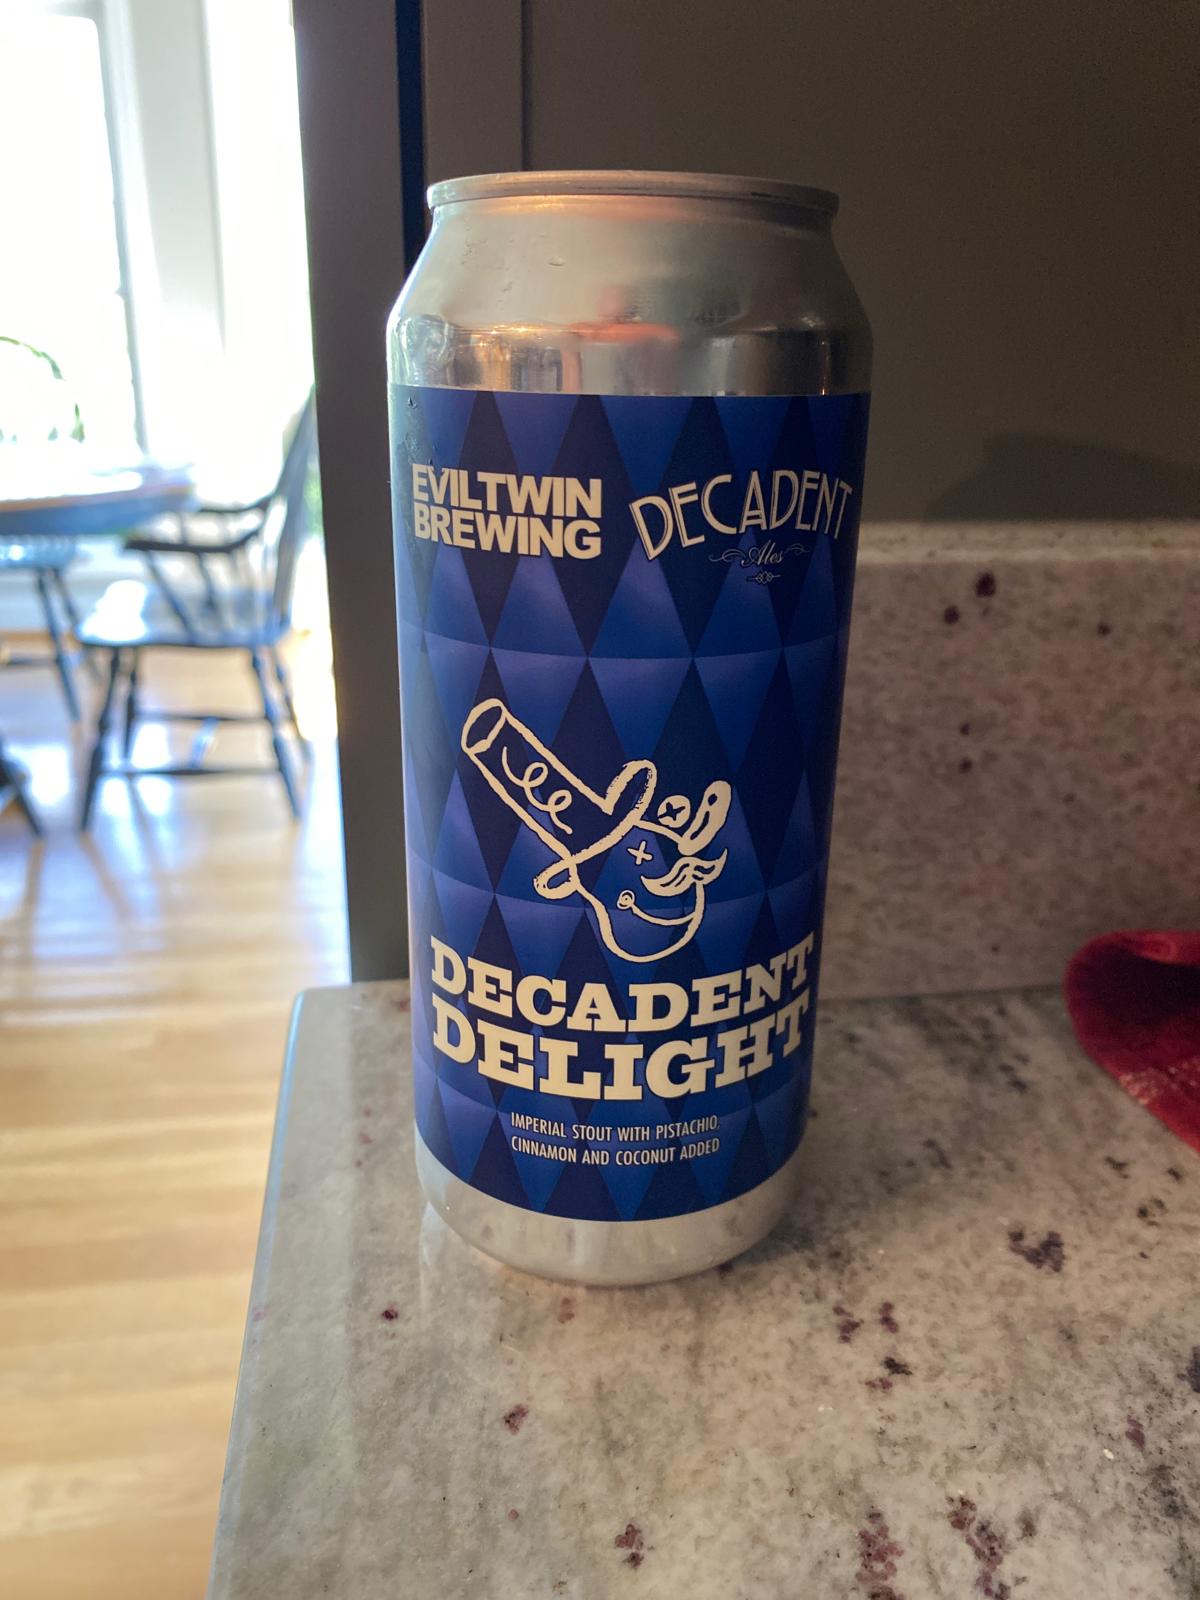 EVILTWIN
BREWING
DECADENT
Ales
DECADENT
DELIGHT
IMPERIAL STOUT WITH PISTACHIO,
CINNAMON AND COCONUT ADDED